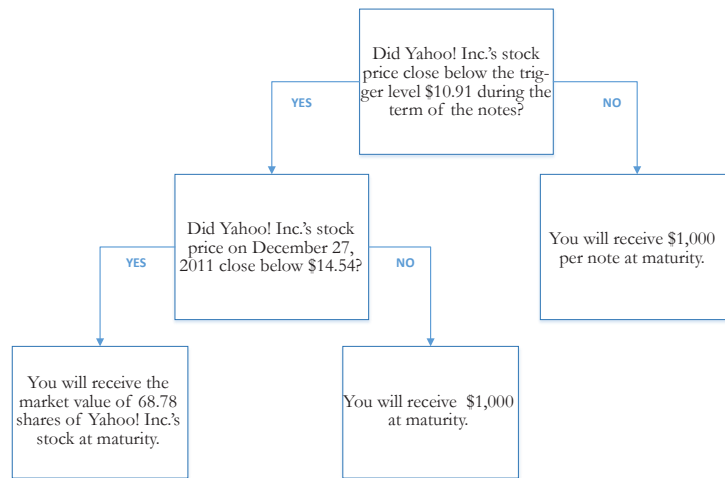 Did Yahoo! Inc.'s stock
price close below the trig-
ger level $10.91 during the
term of the notes?
YES
NO
Did Yahoo! Inc.'s stock
price on December 27,
2011 close below $14.54?
You will receive $1,000
per note at maturity.
YES
NO
You will receive the
market value of 68.78
shares of Yahoo! Inc.'s
stock at maturity.
You will receive $1,000
at maturity.